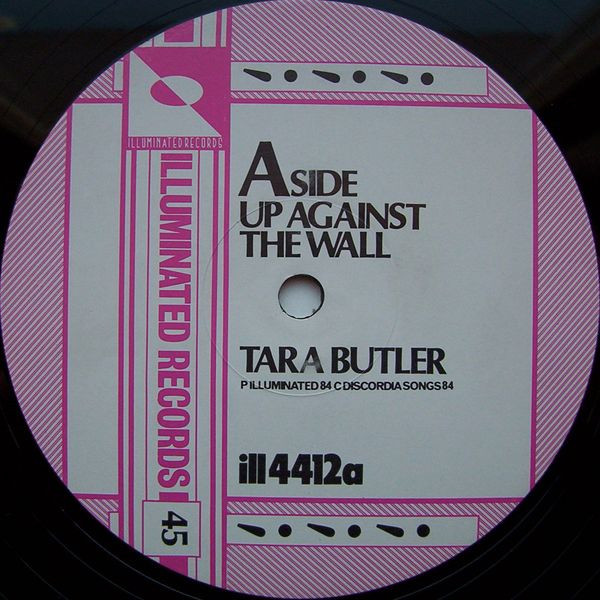 ILLUMINATED RECORDS
ILLUMINATED RECORDS
45
A SIDE
UP AGAINST
THE WALL
TARA BUTLER
P ILLUMINATED 84 C DISCORDIA SONGS 84
ill 4412a